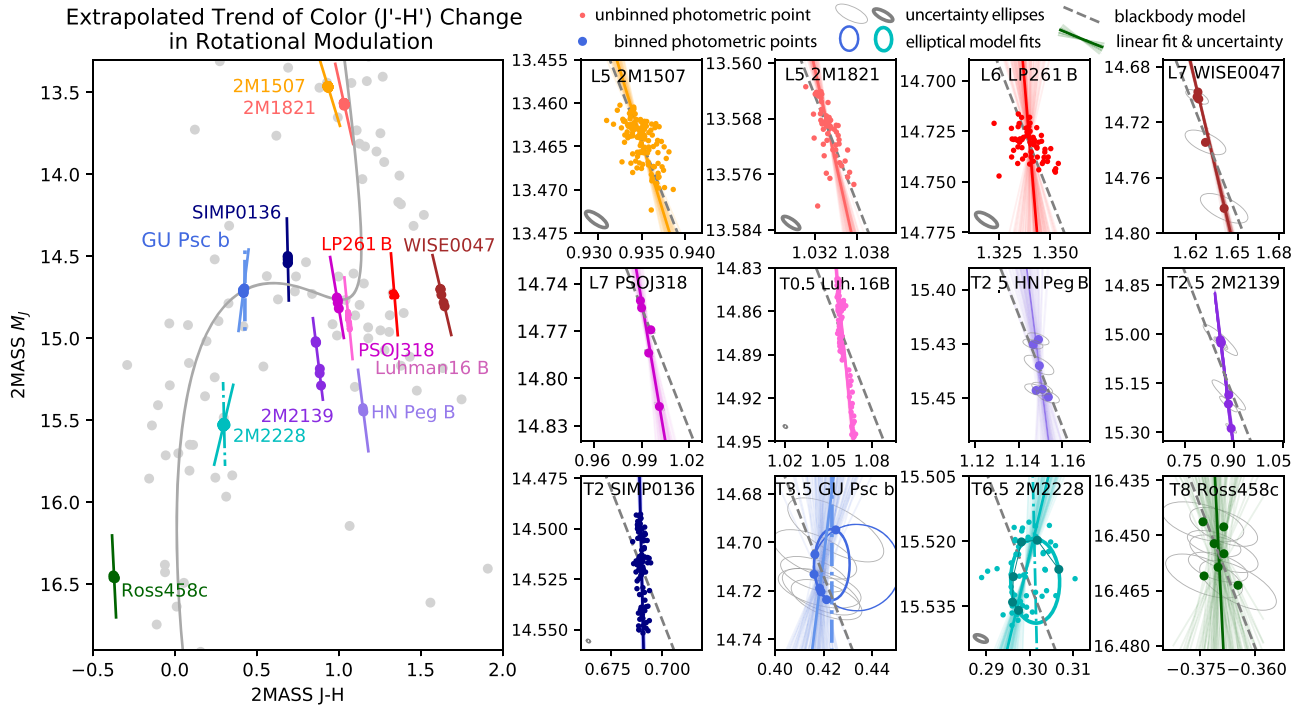 Extrapolated Trend of Color (J'-H') Change
in Rotational Modulation
unbinned photometric point
binned photometric points
uncertainty ellipses
elliptical model fits
blackbody model
linear fit & uncertainty
13.5
14.0
14.5
15.0
15.5
16.0
16.5
2MASS M_J
−0.5 0.0 0.5 1.0 1.5 2.0
2MASS J-H
2M1507
2M1821
SIMP0136
GU Psc b
LP261 B
WISE0047
PSOJ318
Luhman16 B
2M2139
HN Peg B
2M2228
Ross458c
L5 2M1507
13.455
13.460
13.465
13.470
13.475
0.930 0.935 0.940
L5 2M1821
13.560
13.568
13.576
13.584
1.032 1.038
L6 LP261 B
14.700
14.725
14.750
14.775
1.325 1.350
L7 WISE0047
14.68
14.72
14.76
14.80
1.62 1.65 1.68
L7 PSOJ318
14.74
14.77
14.80
14.83
0.96 0.99 1.02
T0.5 Luh. 16B
14.83
14.86
14.89
14.92
14.95
1.02 1.05 1.08
T2.5 HN Peg B
15.40
15.43
15.45
1.12 1.14 1.16
T2.5 2M2139
15.00
15.15
15.30
0.75 0.90 1.05
T2 SIMP0136
14.475
14.500
14.525
14.550
0.675 0.700
T3.5 GU Psc b
14.68
14.70
14.72
14.74
0.40 0.42 0.44
T6.5 2M2228
15.505
15.520
15.535
0.29 0.30 0.31
T8 Ross458c
16.435
16.450
16.465
16.480
−0.375 −0.360